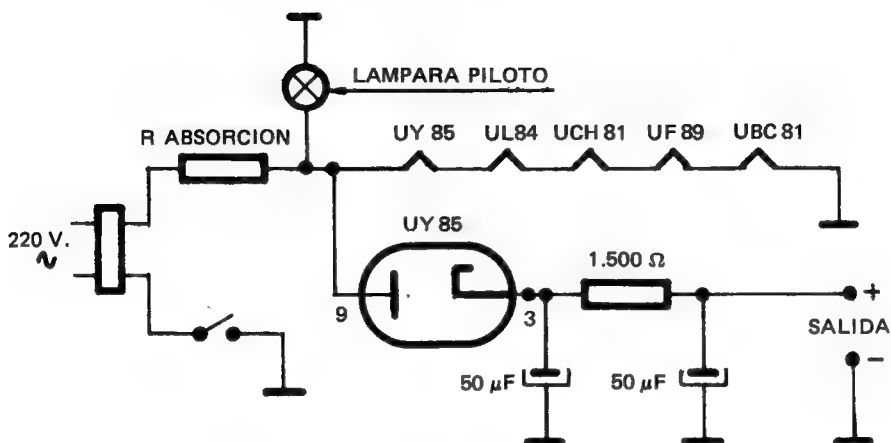 LAMPARA PILOTO
R ABSORCION
UY 85 UL84 UCH 81 UF 89 UBC 81
220 V.
∿
UY 85
9
3
1.500 Ω
+
SALIDA
−
50 µF
50 µF